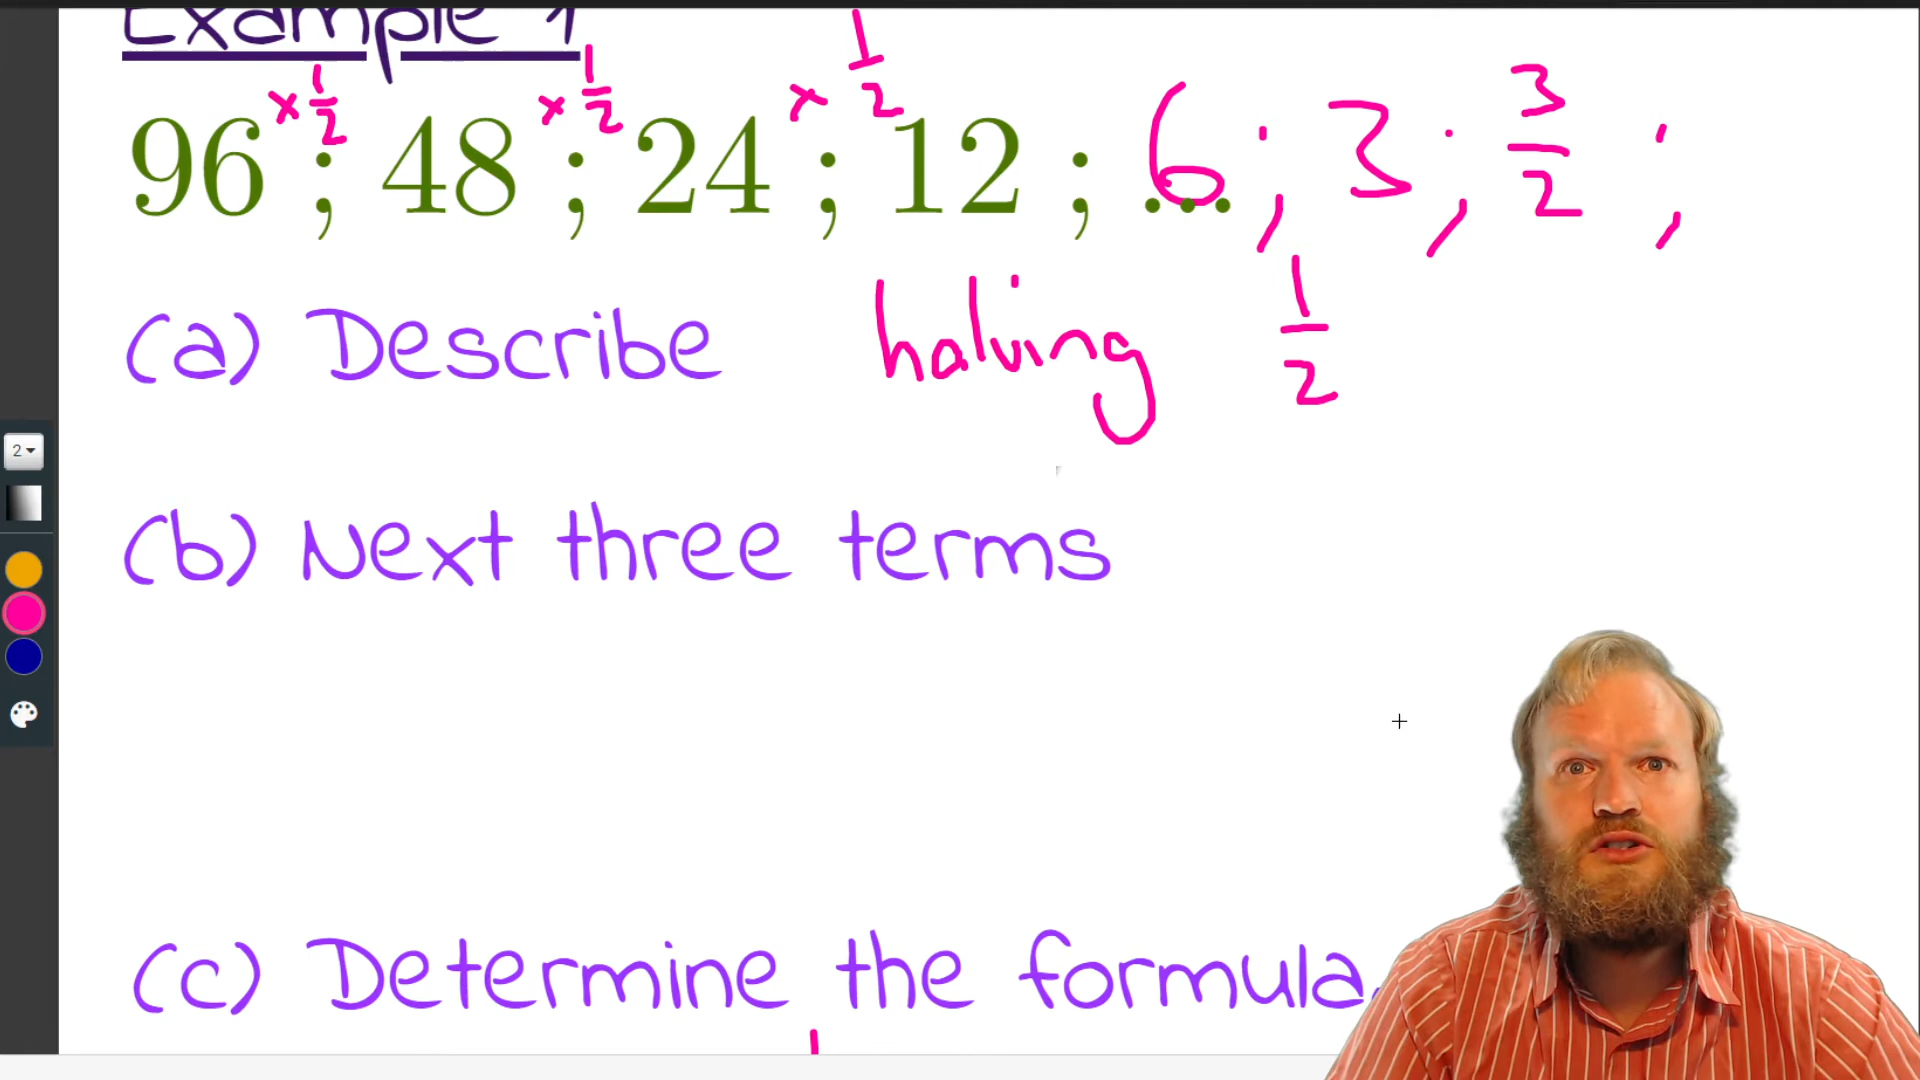 Example 1
×1/2 ×1/2 ×1/2
96 ; 48 ; 24 ; 12 ; ... 6 ; 3 ; 3/2 ;
(a) Describe halving 1/2
(b) Next three terms
(c) Determine the formula.
2